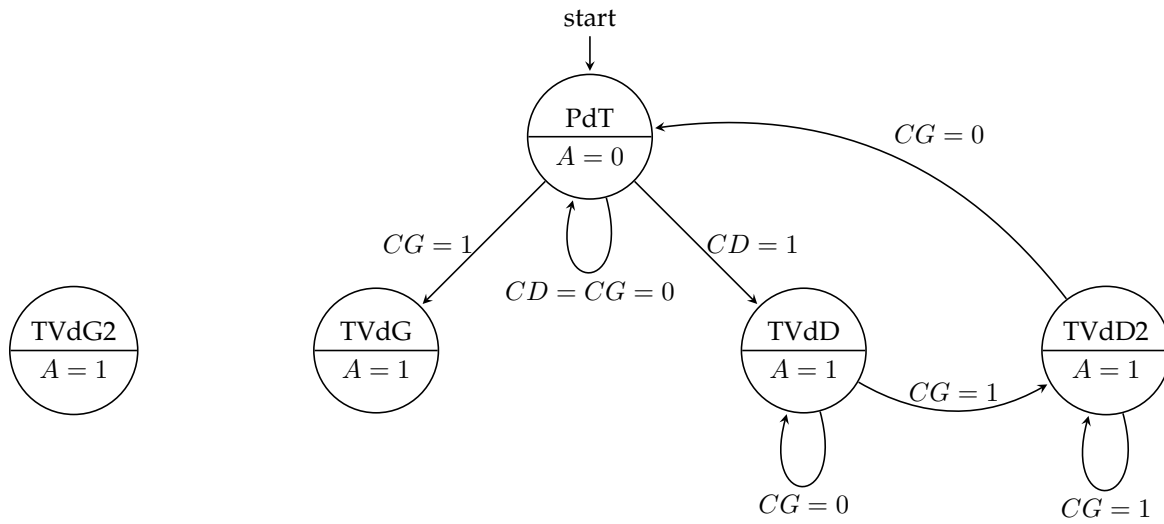 start
PdT
A = 0
CG = 0
CG = 1
CD = 1
CD = CG = 0
TVdG2
A = 1
TVdG
A = 1
TVdD
A = 1
TVdD2
A = 1
CG = 1
CG = 0
CG = 1